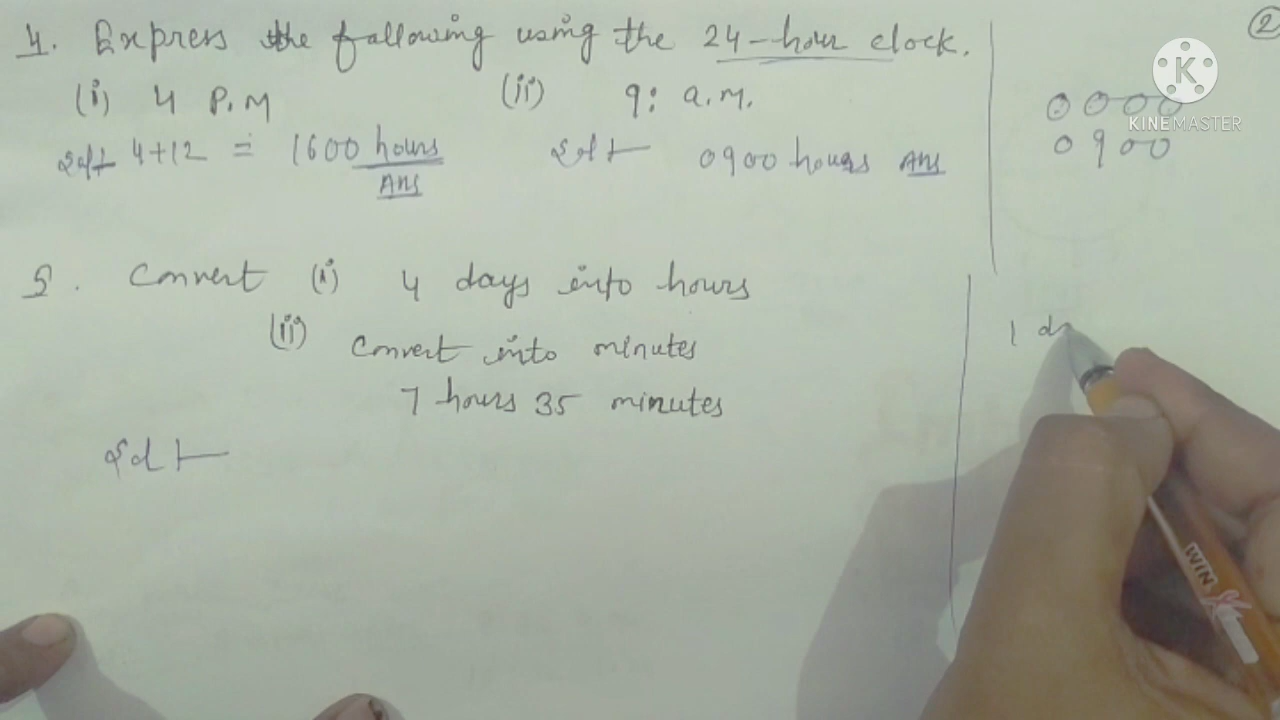 4. Express the following using the 24-hour clock.
(i) 4 P.M (ii) 9: a.m.
Sol 4+12 = 1600 hours Ans
Sol 0900 hours Ans
0000
0900
2
K
KINEMASTER
5. Convert (i) 4 days into hours
(ii) Convert into minutes
7 hours 35 minutes
Sol
1 da
WIN